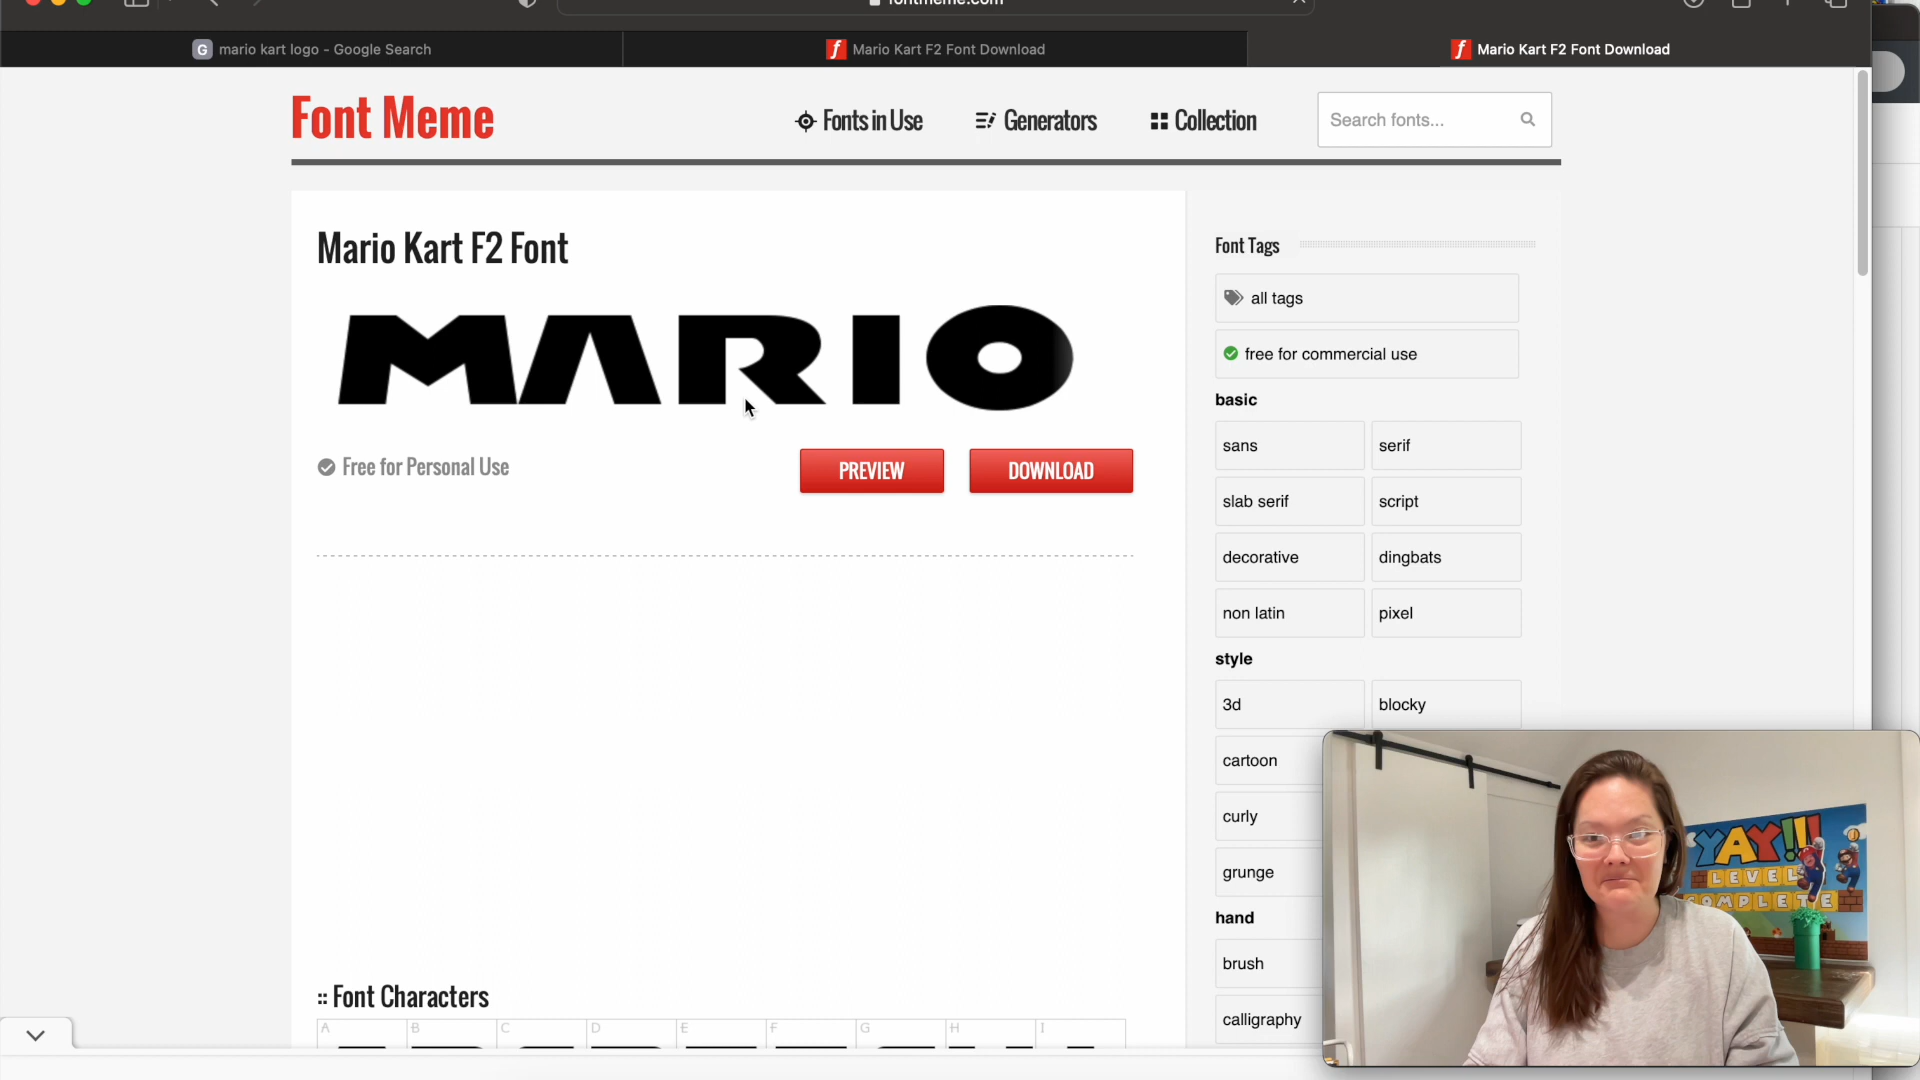 fontmeme.com
G mario kart logo - Google Search
f Mario Kart F2 Font Download
f Mario Kart F2 Font Download
Font Meme
Fonts in Use
Generators
Collection
Search fonts...
Mario Kart F2 Font
MARIO
Free for Personal Use
PREVIEW
DOWNLOAD
:: Font Characters
A B C D E F G H I
Font Tags
all tags
free for commercial use
basic
sans serif
slab serif script
decorative dingbats
non latin pixel
style
3d blocky
cartoon
curly
grunge
hand
brush
calligraphy
YAY!!!
LEVEL
COMPLETE